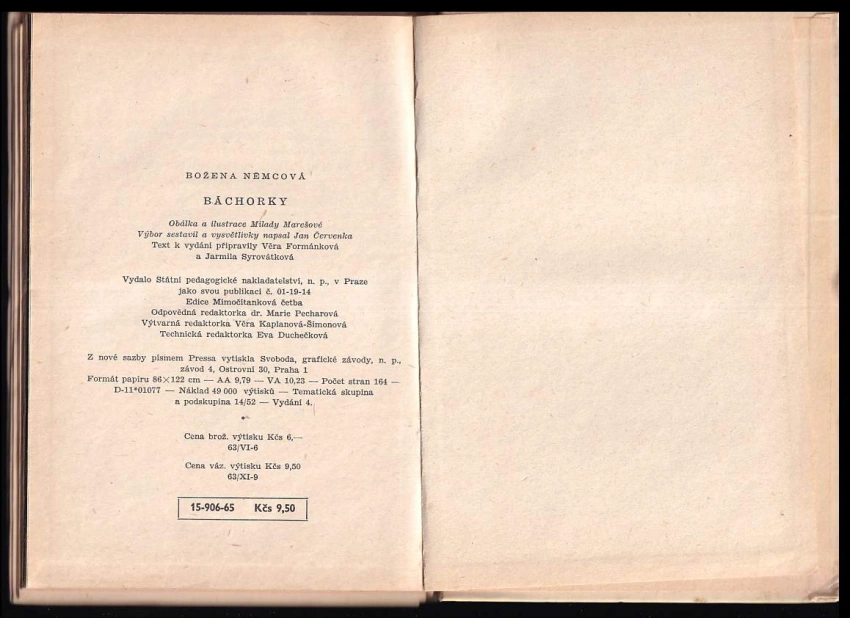 BOŽENA NĚMCOVÁ
BÁCHORKY
Obálka a ilustrace Milady Marešové
Výbor sestavil a vysvětlivky napsal Jan Červenka
Text k vydání připravily Věra Formánková
a Jarmila Syrovátková
Vydalo Státní pedagogické nakladatelství, n. p., v Praze
jako svou publikaci č. 01-19-14
Edice Mimočítanková četba
Odpovědná redaktorka dr. Marie Pecharová
Výtvarná redaktorka Věra Kaplanová-Šimonová
Technická redaktorka Eva Duchečková
Z nové sazby písmem Pressa vytiskla Svoboda, grafické závody, n. p.,
závod 4, Ostrovní 30, Praha 1
Formát papíru 86×122 cm — AA 9,79 — VA 10,23 — Počet stran 164 —
D-11*01077 — Náklad 49 000 výtisků — Tematická skupina
a podskupina 14/52 — Vydání 4.
Cena brož. výtisku Kčs 6,—
63/VI-6
Cena váz. výtisku Kčs 9,50
63/XI-9
15-906-65 Kčs 9,50